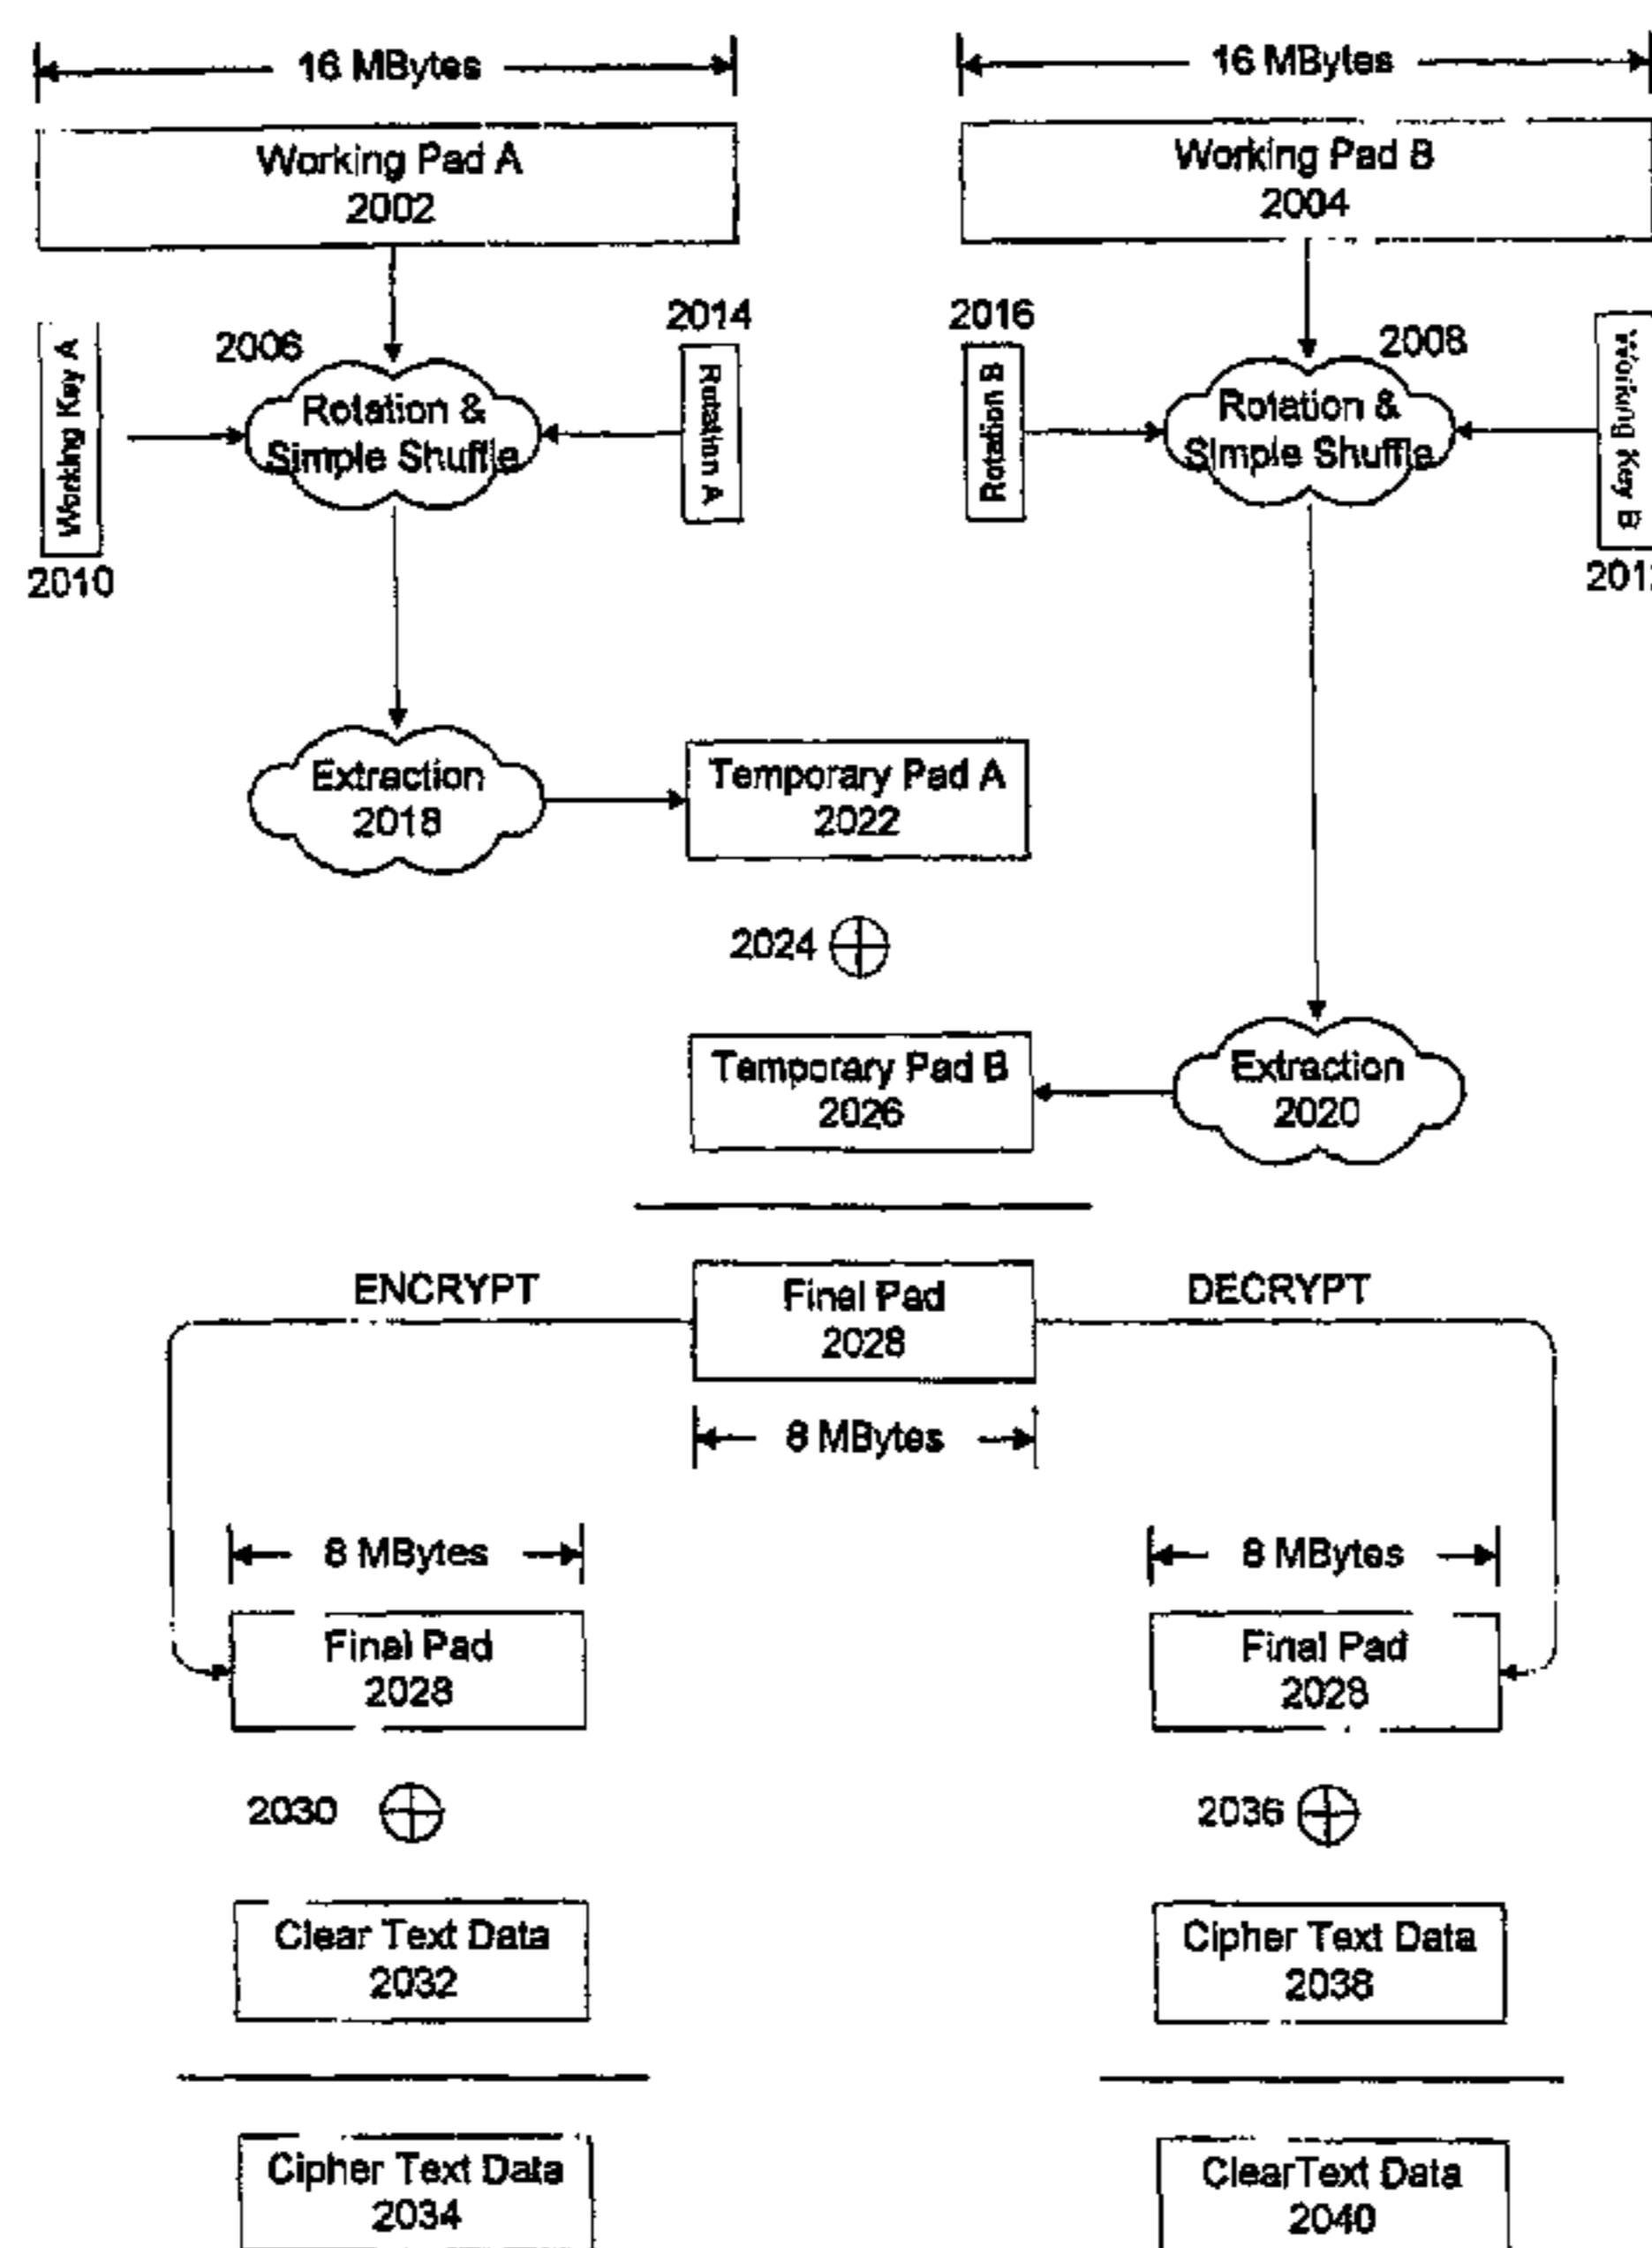 16 MBytes
16 MBytes
Working Pad A
2002
Working Pad B
2004
2014
2016
2006
2008
Working Key A
Rotation &
Simple Shuffle
Rotation A
Rotation B
Rotation &
Simple Shuffle
Working Key B
2010
Extraction
2018
Temporary Pad A
2022
2024
Temporary Pad B
2026
Extraction
2020
ENCRYPT
Final Pad
2028
DECRYPT
8 MBytes
8 MBytes
8 MBytes
Final Pad
2028
Final Pad
2028
2030
2036
Clear Text Data
2032
Cipher Text Data
2038
Cipher Text Data
2034
ClearText Data
2040